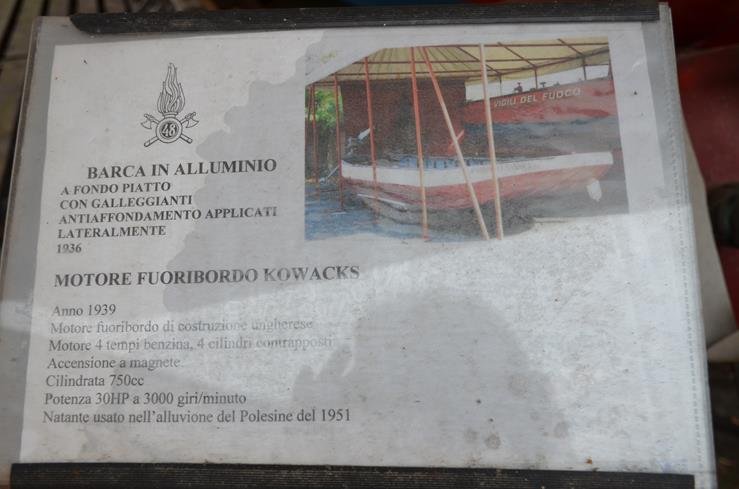 48
VIGILI DEL FUOCO
BARCA IN ALLUMINIO
A FONDO PIATTO
CON GALLEGGIANTI
ANTIAFFONDAMENTO APPLICATI
LATERALMENTE
1936
MOTORE FUORIBORDO KOWACKS
Anno 1939
Motore fuoribordo di costruzione ungherese
Motore 4 tempi benzina, 4 cilindri contrapposti
Accensione a magnete
Cilindrata 750cc
Potenza 30HP a 3000 giri/minuto
Natante usato nell'alluvione del Polesine del 1951